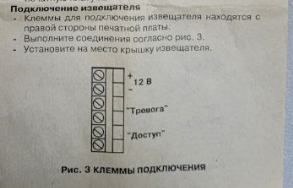 Подключение извещателя
- Клеммы для подключения извещателя находятся с
правой стороны печатной платы.
- Выполните соединения согласно рис. 3.
- Установите на место крышку извещателя.
+
12 В
-
"Тревога"
"Доступ"
Рис. 3 КЛЕММЫ ПОДКЛЮЧЕНИЯ